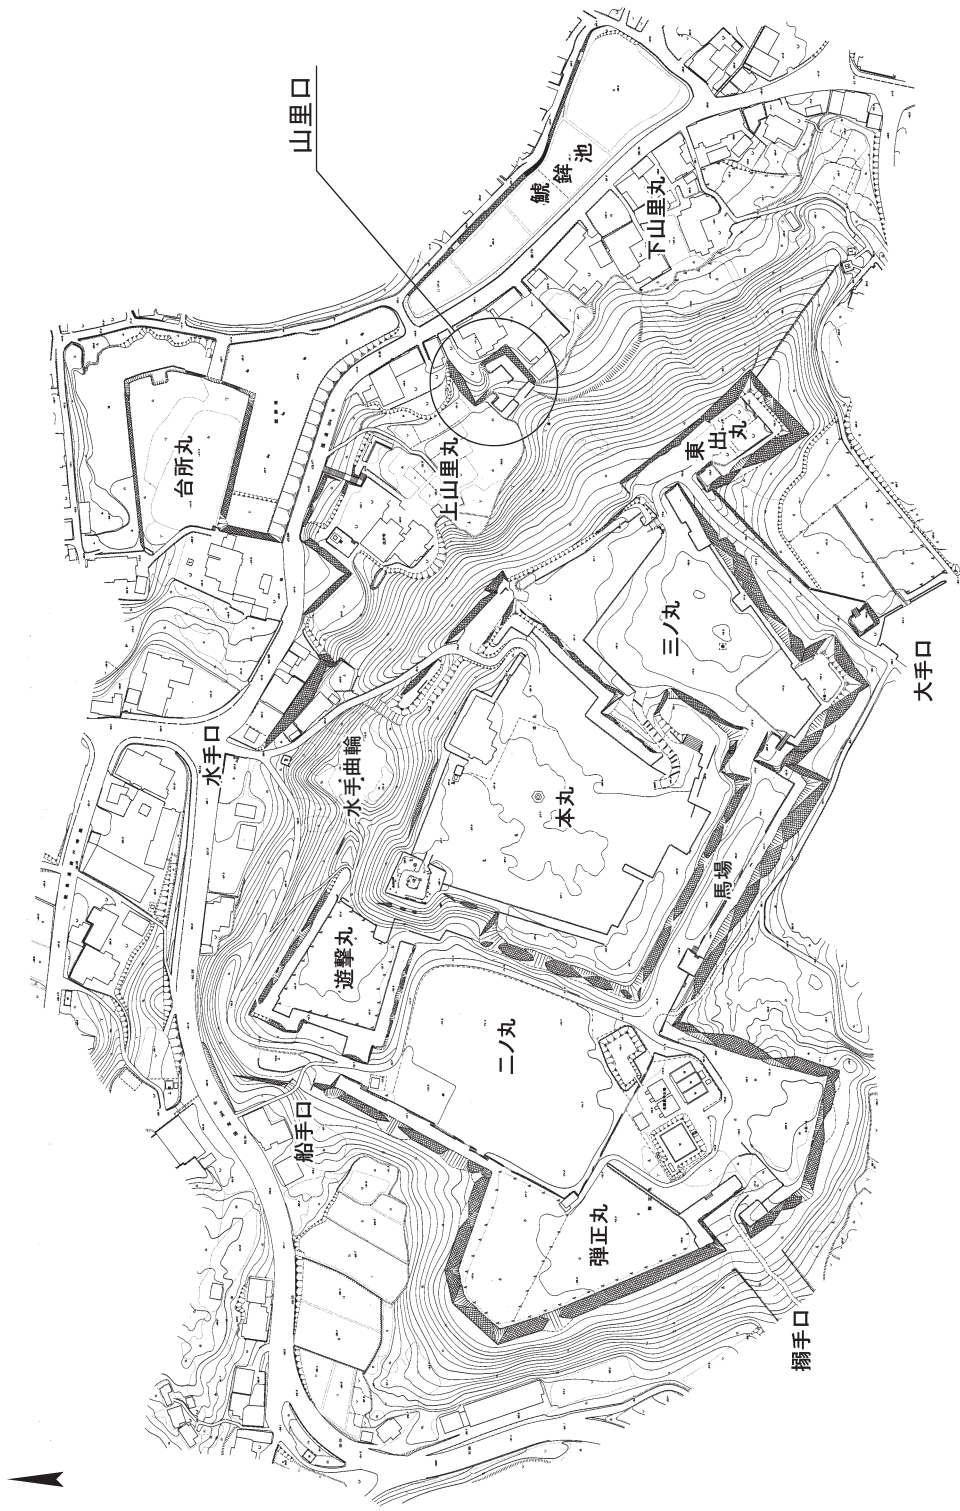 山里口
鯱鉾池
下山里丸
台所丸
上山里丸
東出丸
三ノ丸
大手口
水手口
水手曲輪
本丸
馬場
遊撃丸
二ノ丸
船手口
弾正丸
搦手口